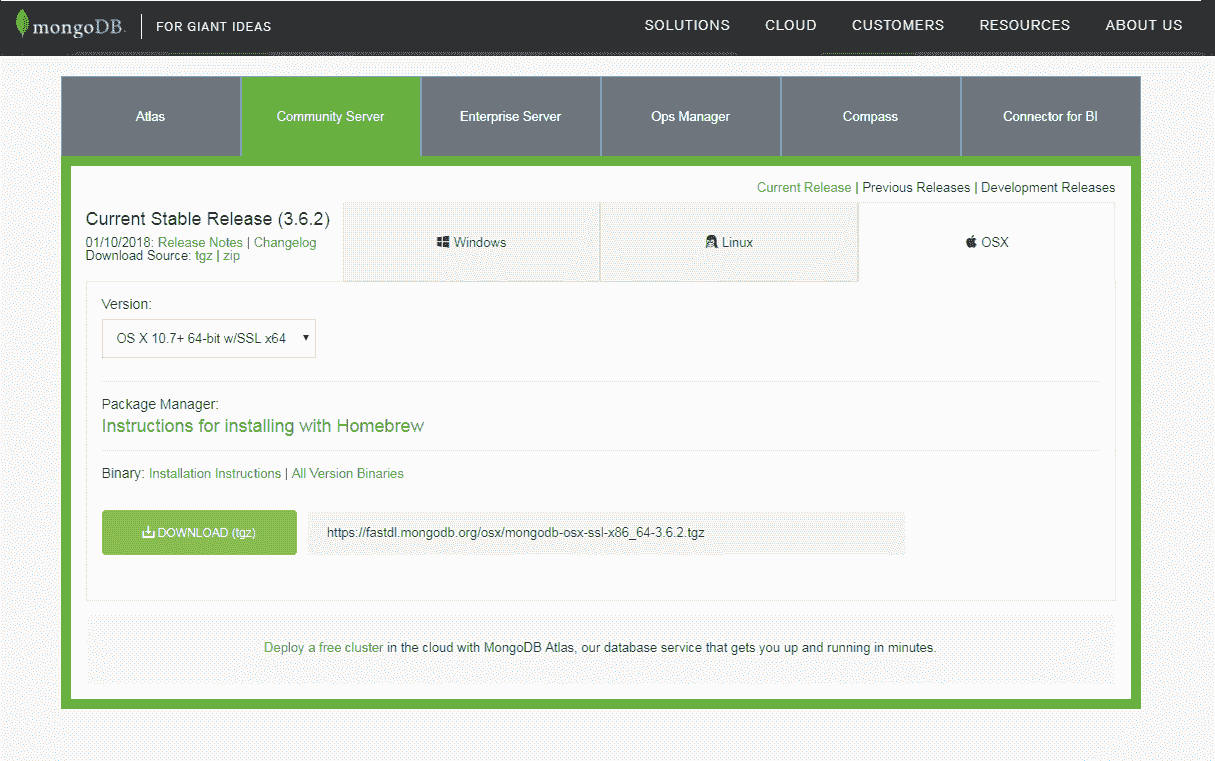 mongoDB. FOR GIANT IDEAS SOLUTIONS CLOUD CUSTOMERS RESOURCES ABOUT US
Atlas Community Server Enterprise Server Ops Manager Compass Connector for BI
Current Release | Previous Releases | Development Releases
Current Stable Release (3.6.2)
01/10/2018: Release Notes | Changelog
Download Source: tgz | zip
Windows Linux OSX
Version:
OS X 10.7+ 64-bit w/SSL x64
Package Manager:
Instructions for installing with Homebrew
Binary: Installation Instructions | All Version Binaries
DOWNLOAD (tgz) https://fastdl.mongodb.org/osx/mongodb-osx-ssl-x86_64-3.6.2.tgz
Deploy a free cluster in the cloud with MongoDB Atlas, our database service that gets you up and running in minutes.